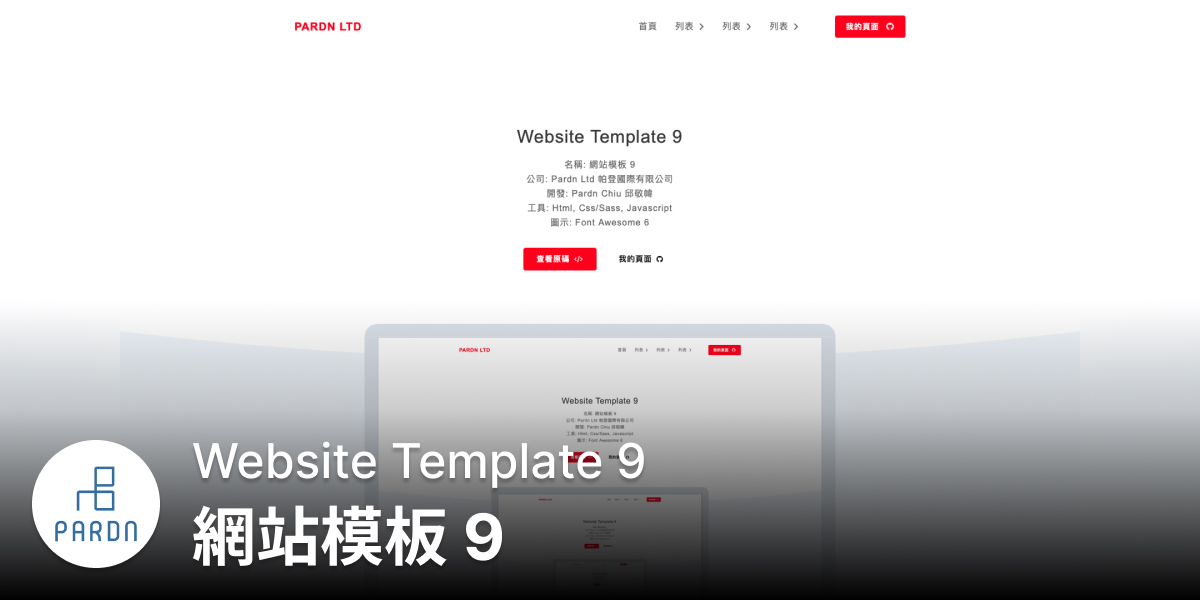 PARDN LTD
首頁 列表 列表 列表 我的頁面
Website Template 9
名稱: 網站模板 9
公司: Pardn Ltd 帕登國際有限公司
開發: Pardn Chiu 邱敬幃
工具: Html, Css/Sass, Javascript
圖示: Font Awesome 6
查看原碼 </> 我的頁面
PARDN LTD
首頁 列表 列表 列表 我的頁面
Website Template 9
名稱: 網站模板 9
公司: Pardn Ltd 帕登國際有限公司
開發: Pardn Chiu 邱敬幃
工具: Html, Css/Sass, Javascript
圖示: Font Awesome 6
Website Template 9
網站模板 9
PARDN
PARDN LTD
Website Template 9